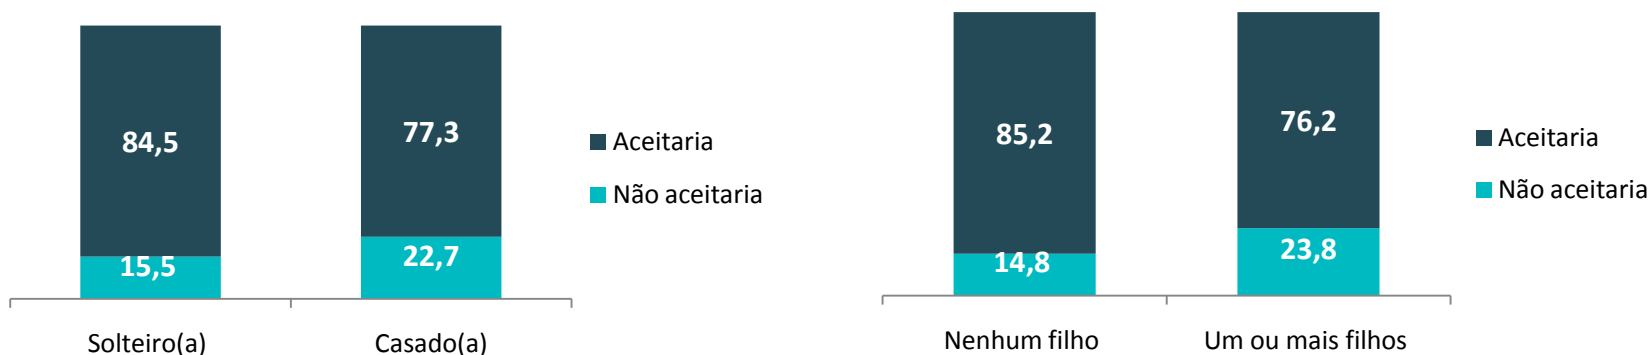 84,5
77,3
15,5
22,7
Aceitaria
Não aceitaria
Solteiro(a)
Casado(a)
85,2
76,2
14,8
23,8
Aceitaria
Não aceitaria
Nenhum filho
Um ou mais filhos